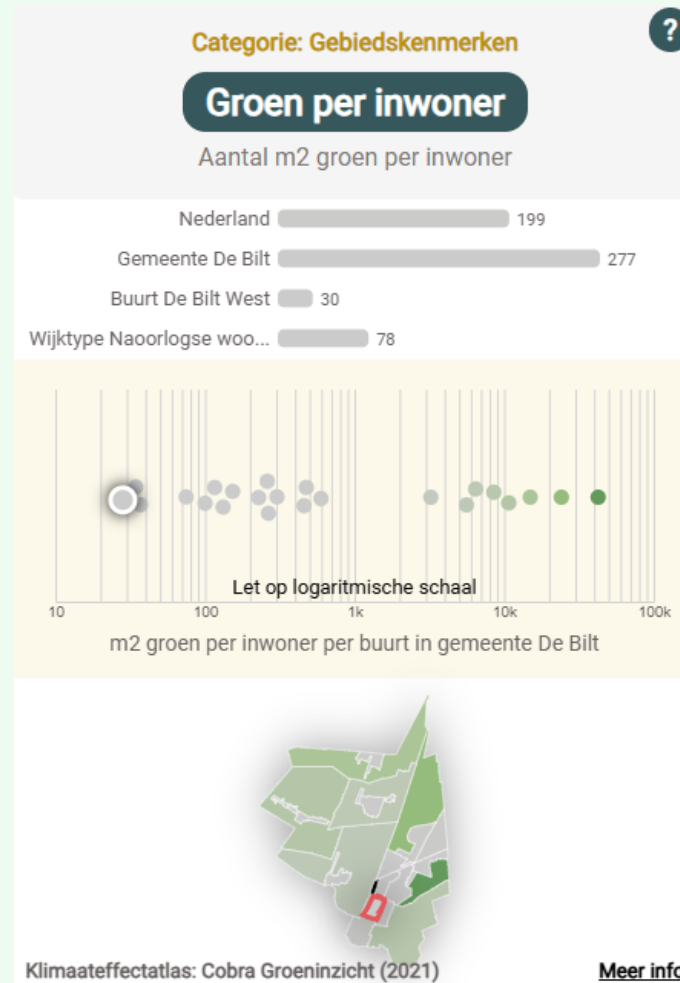 ?
Categorie: Gebiedskenmerken
Groen per inwoner
Aantal m2 groen per inwoner
Nederland 199
Gemeente De Bilt 277
Buurt De Bilt West 30
Wijktype Naoorlogse woo... 78
Let op logaritmische schaal
10 100 1k 10k 100k
m2 groen per inwoner per buurt in gemeente De Bilt
Klimaateffectatlas: Cobra Groeninzicht (2021) Meer info